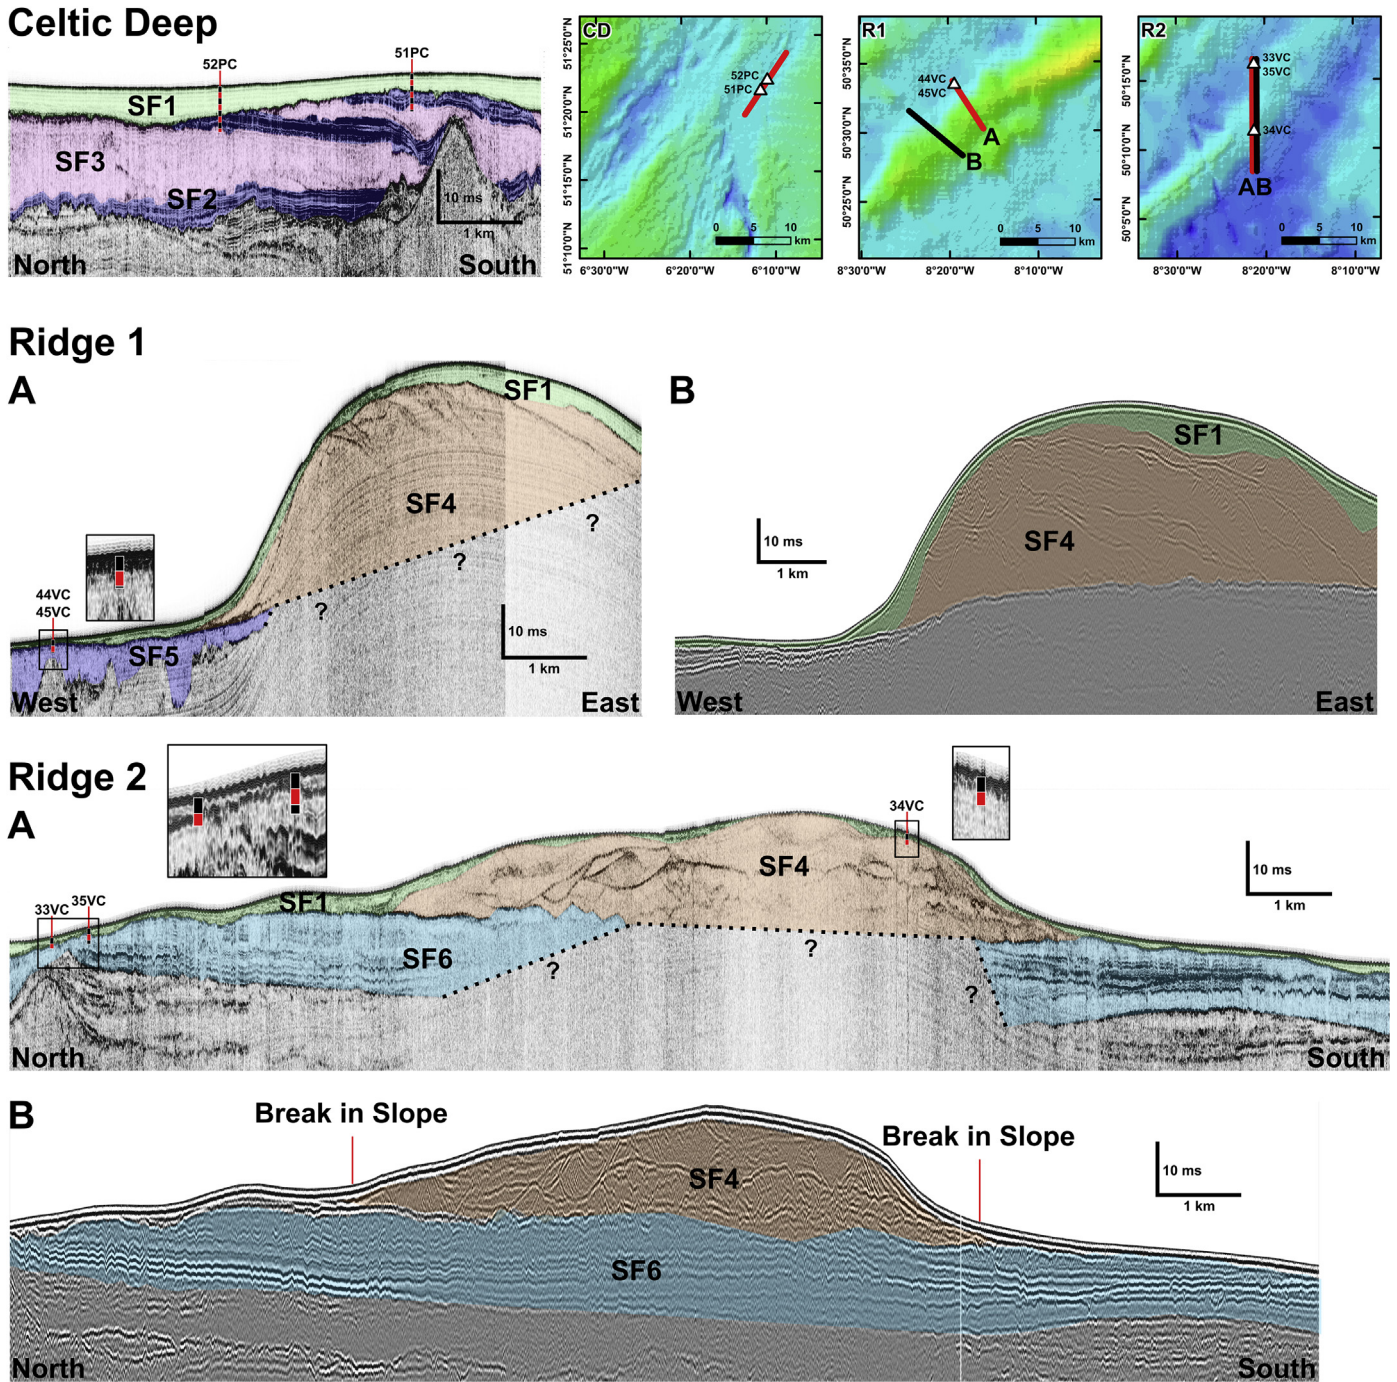 Celtic Deep
52PC
51PC
SF1
SF3
SF2
10 ms
1 km
North
South
CD
51°25'0"N
51°20'0"N
51°15'0"N
51°10'0"N
52PC
51PC
0 5 10
km
6°30'0"W
6°20'0"W
6°10'0"W
R1
50°35'0"N
50°30'0"N
50°25'0"N
44VC
45VC
A
B
0 5 10
km
8°30'0"W
8°20'0"W
8°10'0"W
R2
50°15'0"N
50°10'0"N
50°5'0"N
33VC
35VC
34VC
AB
0 5 10
km
8°30'0"W
8°20'0"W
8°10'0"W
Ridge 1
A
SF1
SF4
44VC
45VC
SF5
?
?
?
10 ms
1 km
West
East
B
SF1
SF4
10 ms
1 km
West
East
Ridge 2
A
34VC
SF4
10 ms
1 km
33VC
35VC
SF1
SF6
?
?
?
North
South
B
Break in Slope
Break in Slope
SF4
10 ms
1 km
SF6
North
South